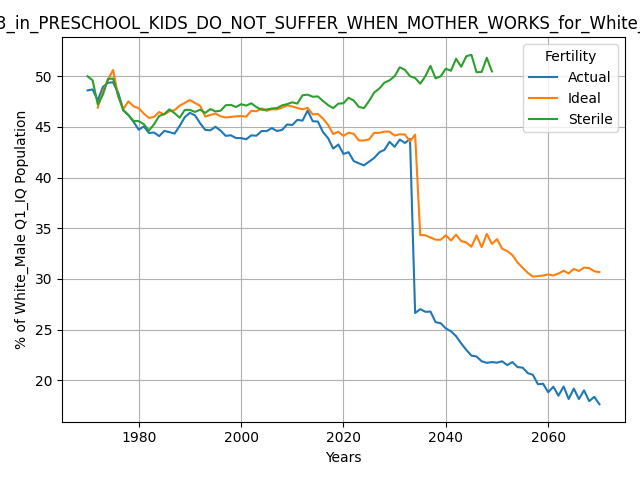 3_in_PRESCHOOL_KIDS_DO_NOT_SUFFER_WHEN_MOTHER_WORKS_for_White_
% of White_Male Q1_IQ Population
50
45
40
35
30
25
20
Fertility
Actual
Ideal
Sterile
1980
2000
2020
2040
2060
Years